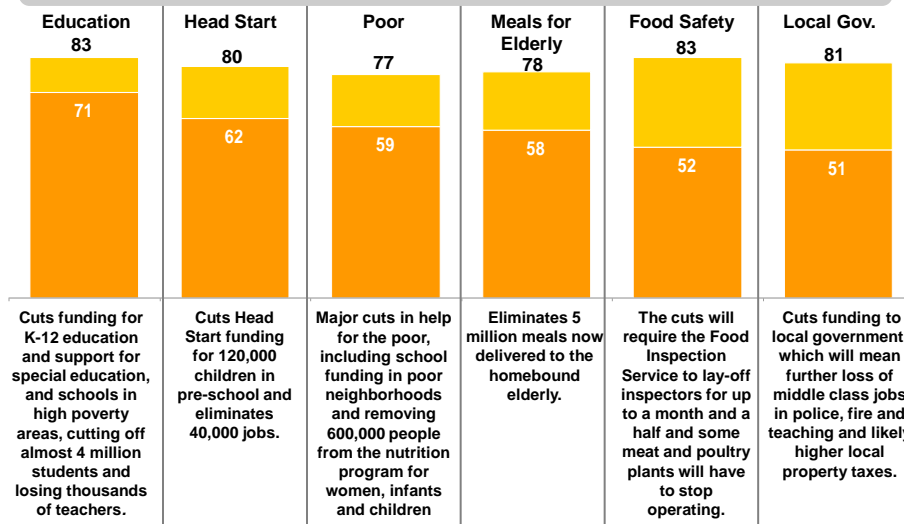 Education
83
71
Cuts funding for
K-12 education
and support for
special education,
and schools in
high poverty
areas, cutting off
almost 4 million
students and
losing thousands
of teachers.
Head Start
80
62
Cuts Head
Start funding
for 120,000
children in
pre-school and
eliminates
40,000 jobs.
Poor
77
59
Major cuts in help
for the poor,
including school
funding in poor
neighborhoods
and removing
600,000 people
from the nutrition
program for
women, infants
and children
Meals for
Elderly
78
58
Eliminates 5
million meals now
delivered to the
homebound
elderly.
Food Safety
83
52
The cuts will
require the Food
Inspection
Service to lay-off
inspectors for up
to a month and a
half and some
meat and poultry
plants will have
to stop
operating.
Local Gov.
81
51
Cuts funding to
local government
which will mean
further loss of
middle class jobs
in police, fire and
teaching and likely
higher local
property taxes.